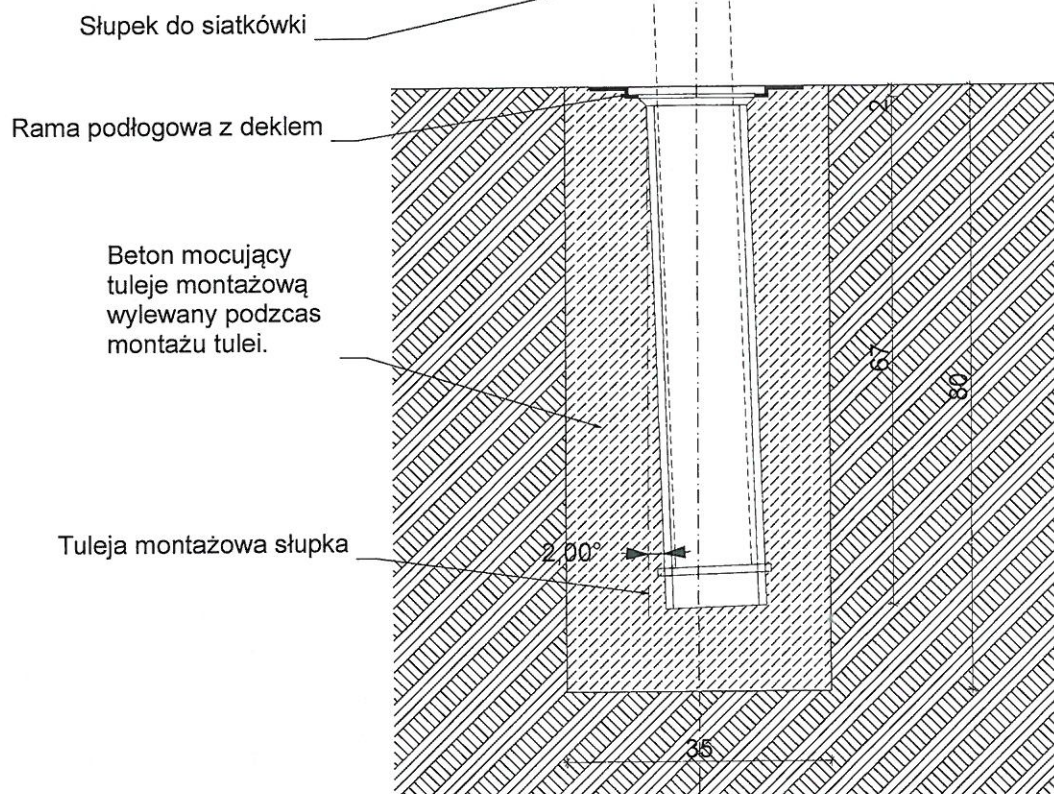 Słupek do siatkówki
Rama podłogowa z deklem
2
Beton mocujący
tuleje montażową
wylewany podzcas
montażu tulei.
67
80
Tuleja montażowa słupka
2,00°
35